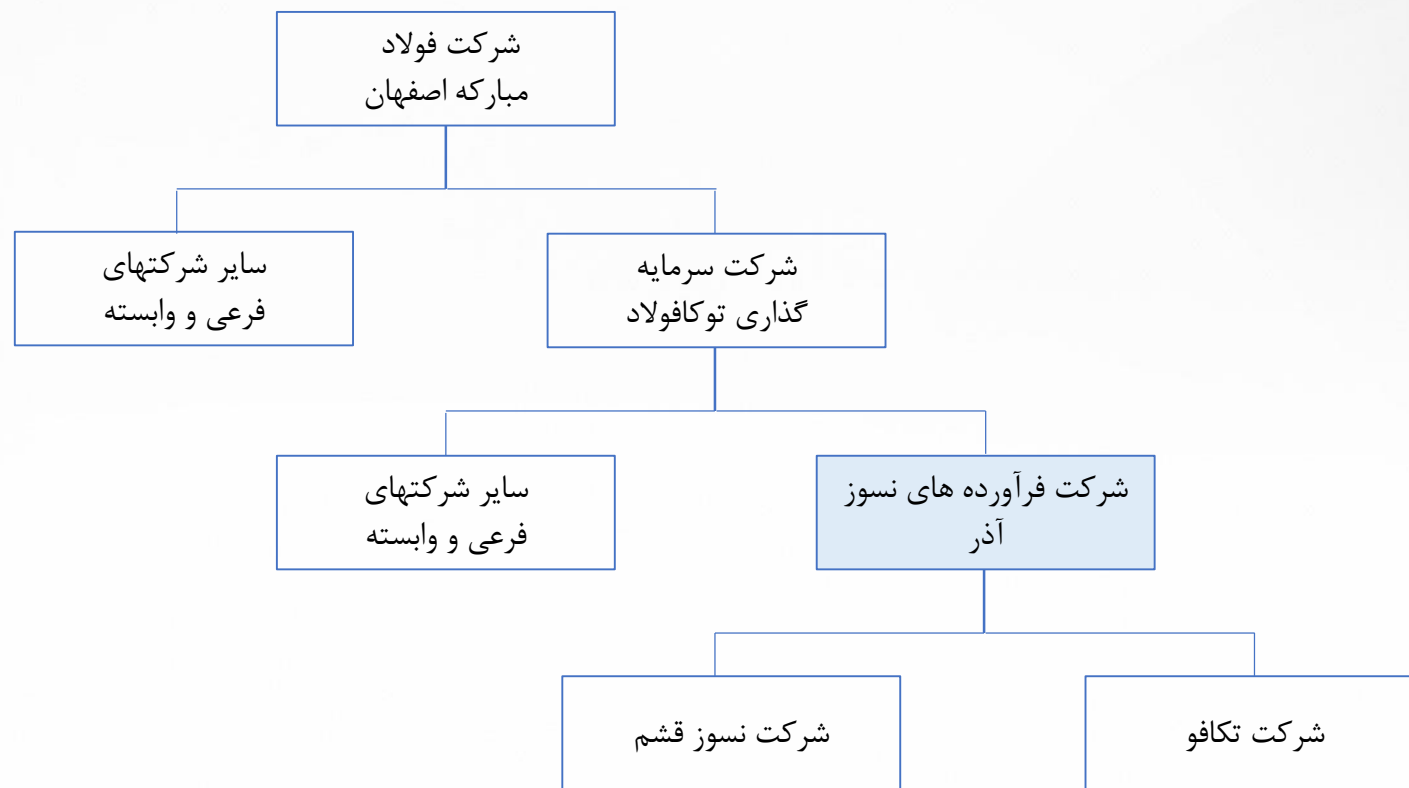 شرکت فولاد
مبارکه اصفهان
شرکت سرمایه
گذاری توکافولاد
سایر شرکتهای
فرعی و وابسته
شرکت فرآورده های نسوز
آذر
سایر شرکتهای
فرعی و وابسته
شرکت تکافو
شرکت نسوز قشم